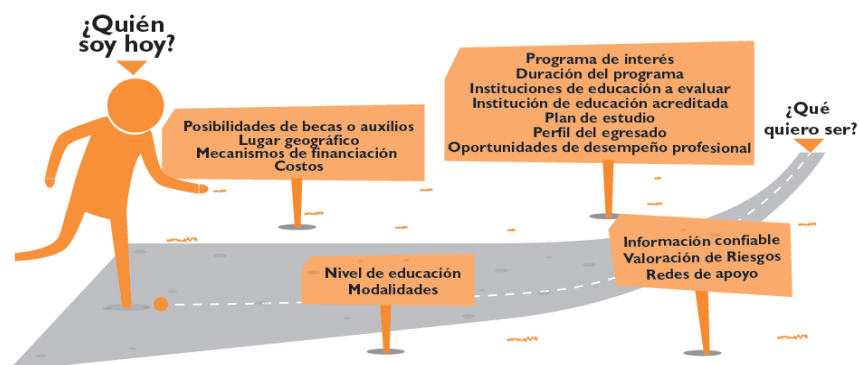 ¿Quién
soy hoy?
Posibilidades de becas o auxilios
Lugar geográfico
Mecanismos de financiación
Costos
Programa de interés
Duración del programa
Instituciones de educación a evaluar
Institución de educación acreditada
Plan de estudio
Perfil del egresado
Oportunidades de desempeño profesional
¿Qué
quiero ser?
Nivel de educación
Modalidades
Información confiable
Valoración de Riesgos
Redes de apoyo